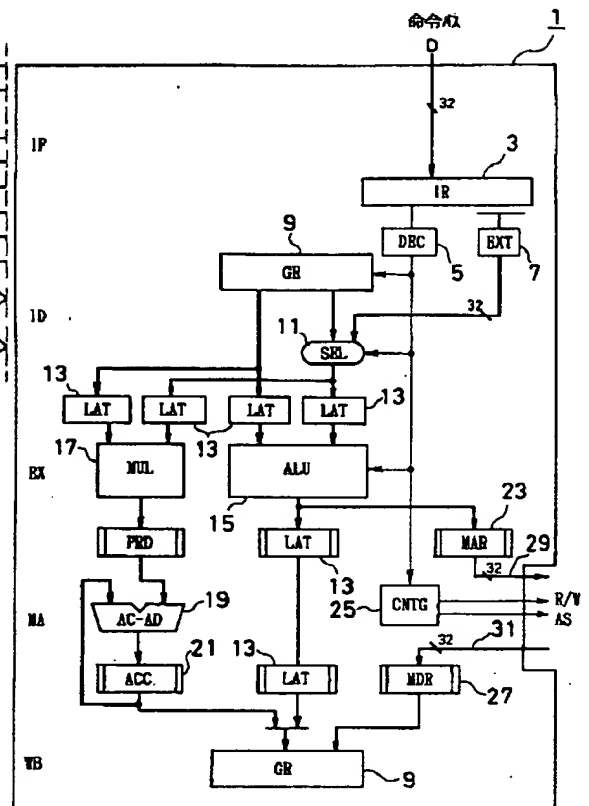 命令バス
1
32
IF
3
IR
9
DEC
EXT
5
7
GR
ID
32
11
SEL
13
LAT
LAT
LAT
LAT
13
13
17
MUL
ALU
EX
15
23
PRD
LAT
MAR
29
32
13
CNTG
R/W
25
AS
19
AC-AD
MA
31
32
21
13
ACC
LAT
MDR
27
WB
GR
9